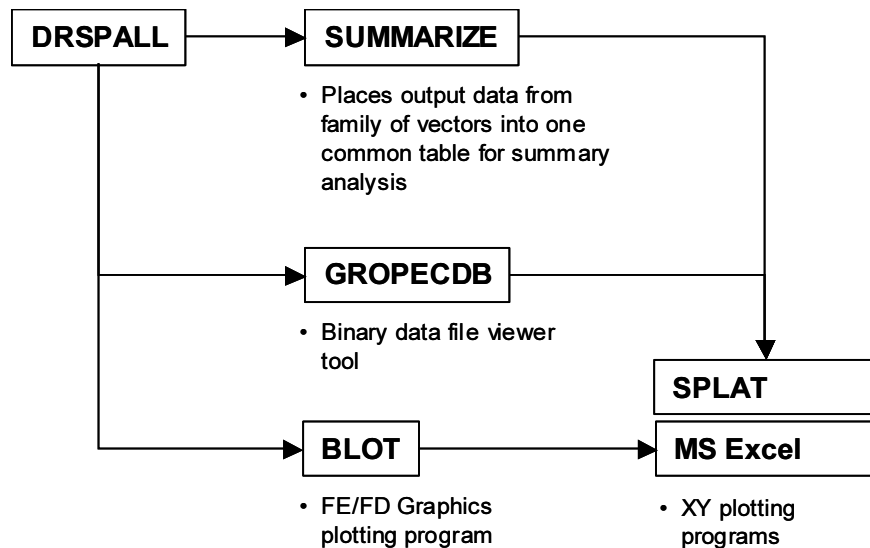 DRSPALL
SUMMARIZE
• Places output data from
family of vectors into one
common table for summary
analysis
GROPECDB
• Binary data file viewer
tool
SPLAT
BLOT
MS Excel
• FE/FD Graphics
plotting program
• XY plotting
programs